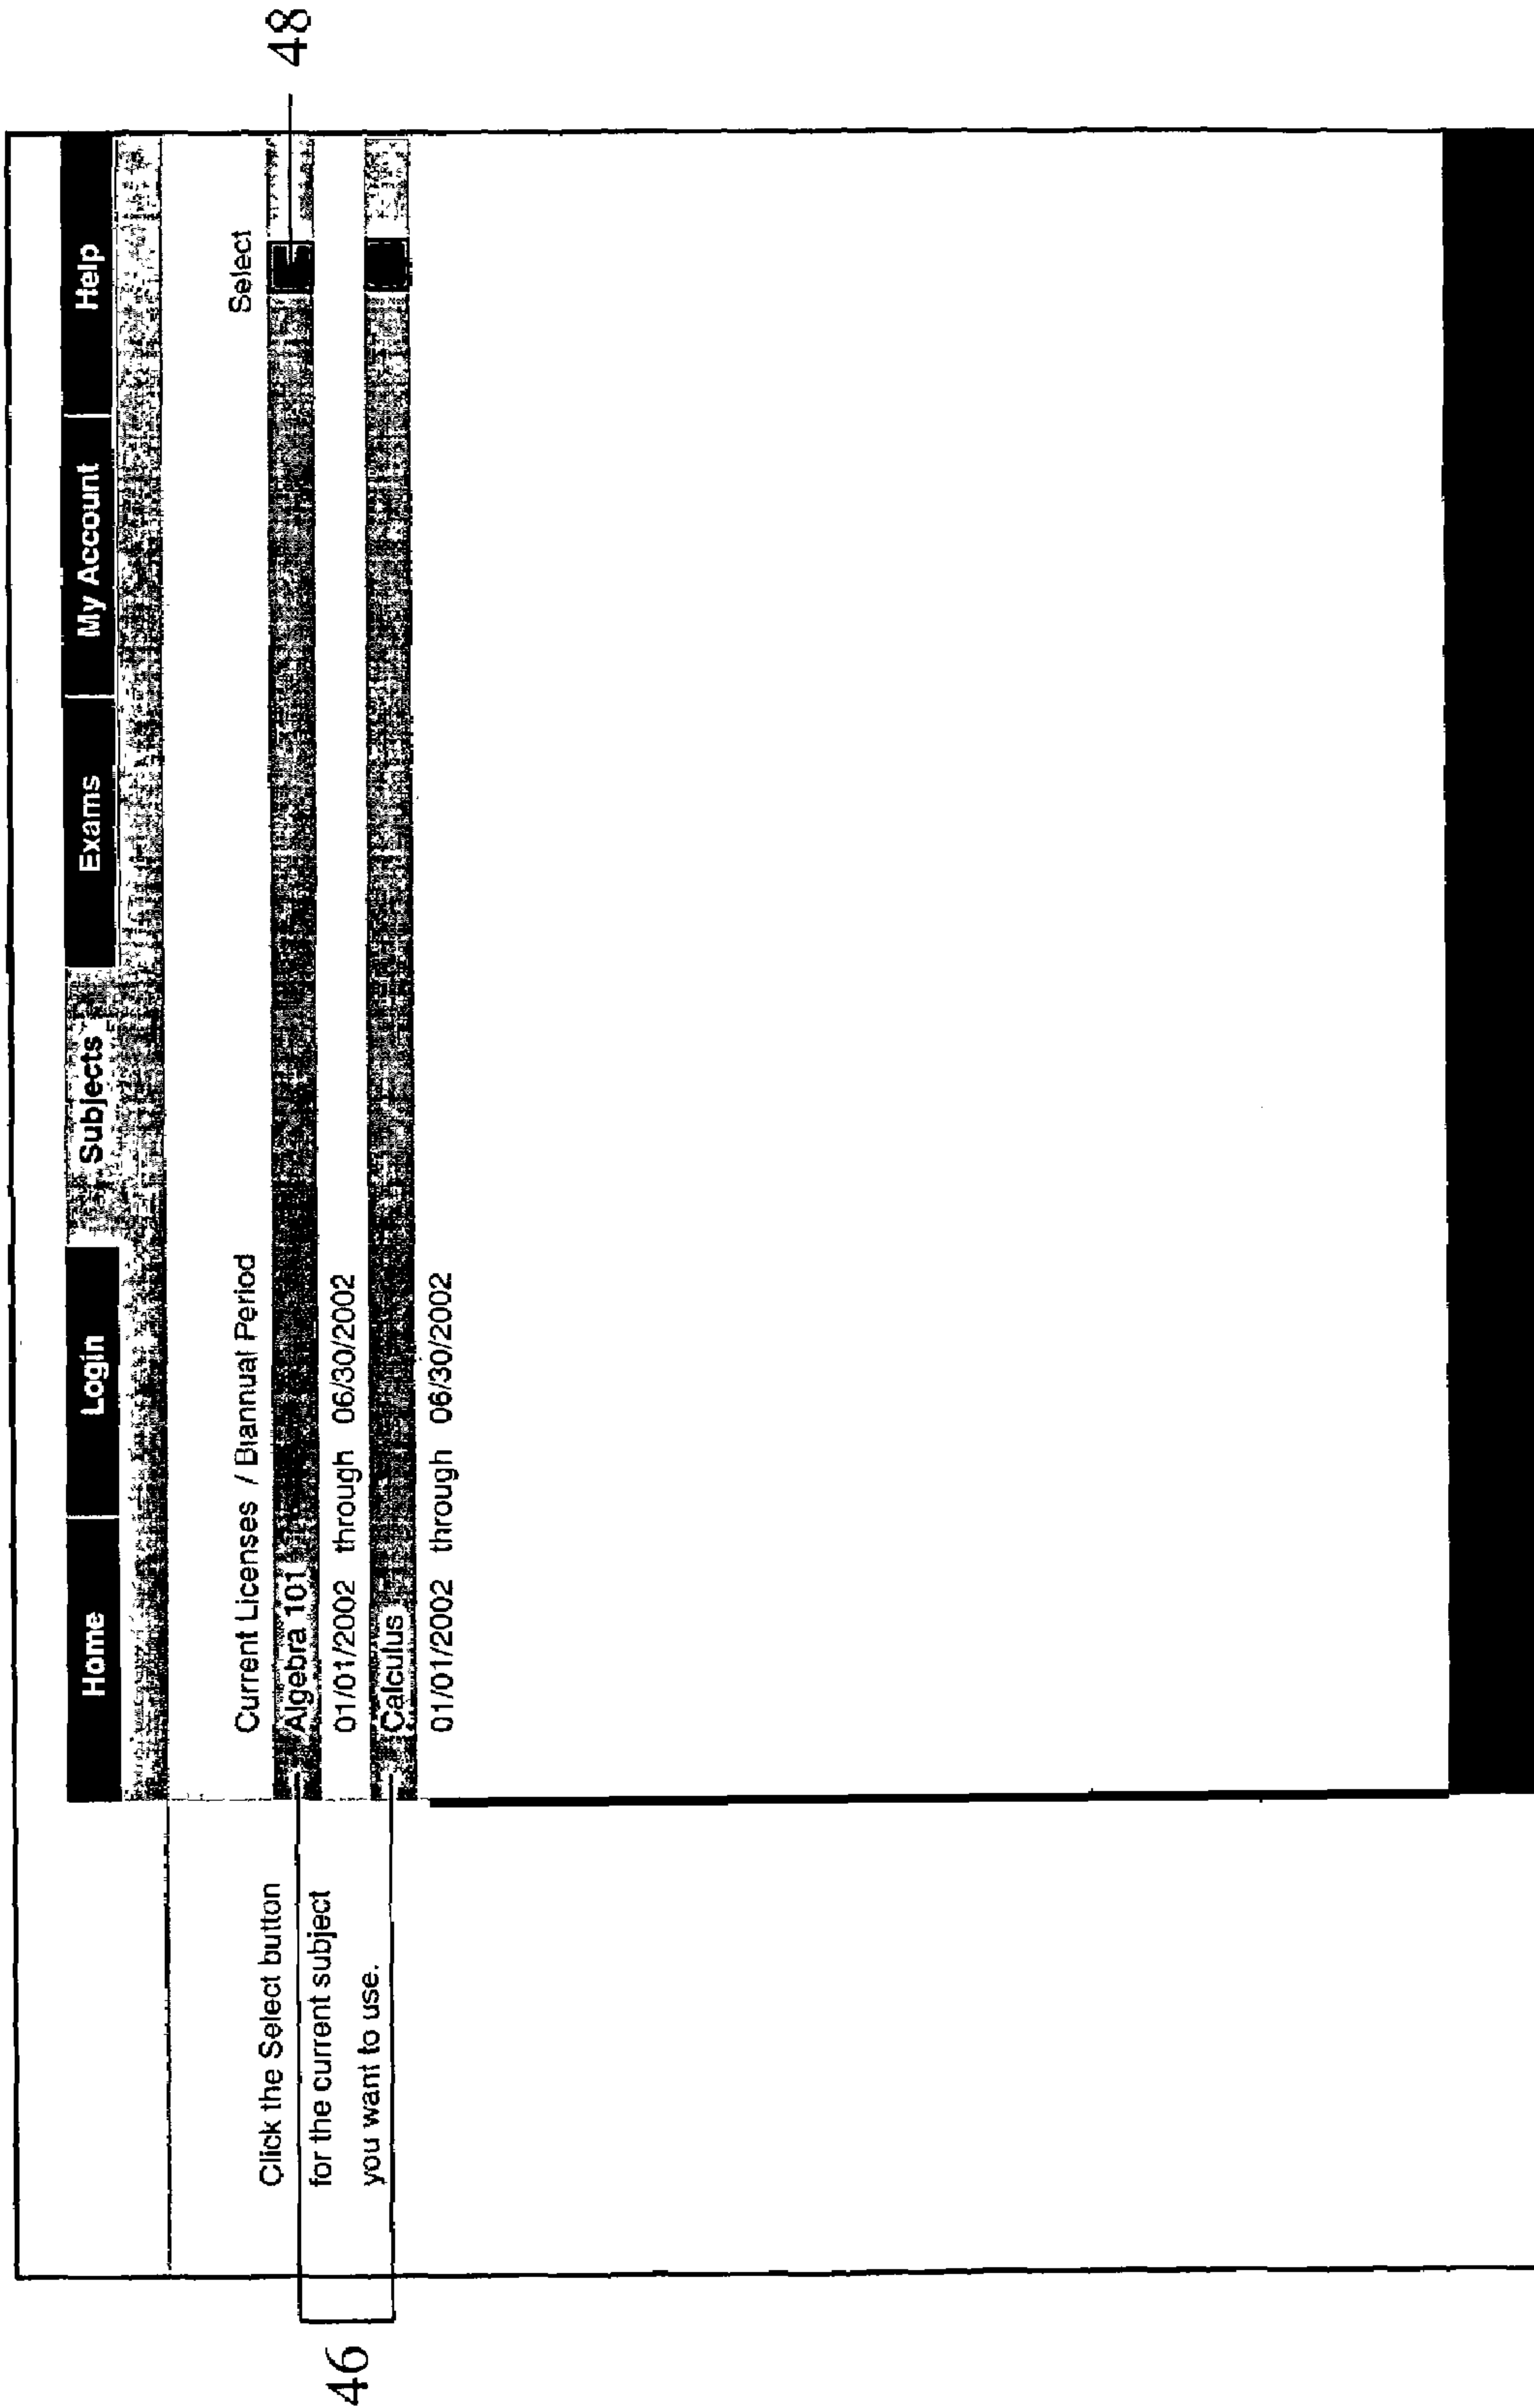 Home Login Subjects Exams My Account Help
Current Licenses / Biannual Period Select
Click the Select button
Algebra 101
48
for the current subject
01/01/2002 through 06/30/2002
46
you want to use.
Calculus
01/01/2002 through 06/30/2002